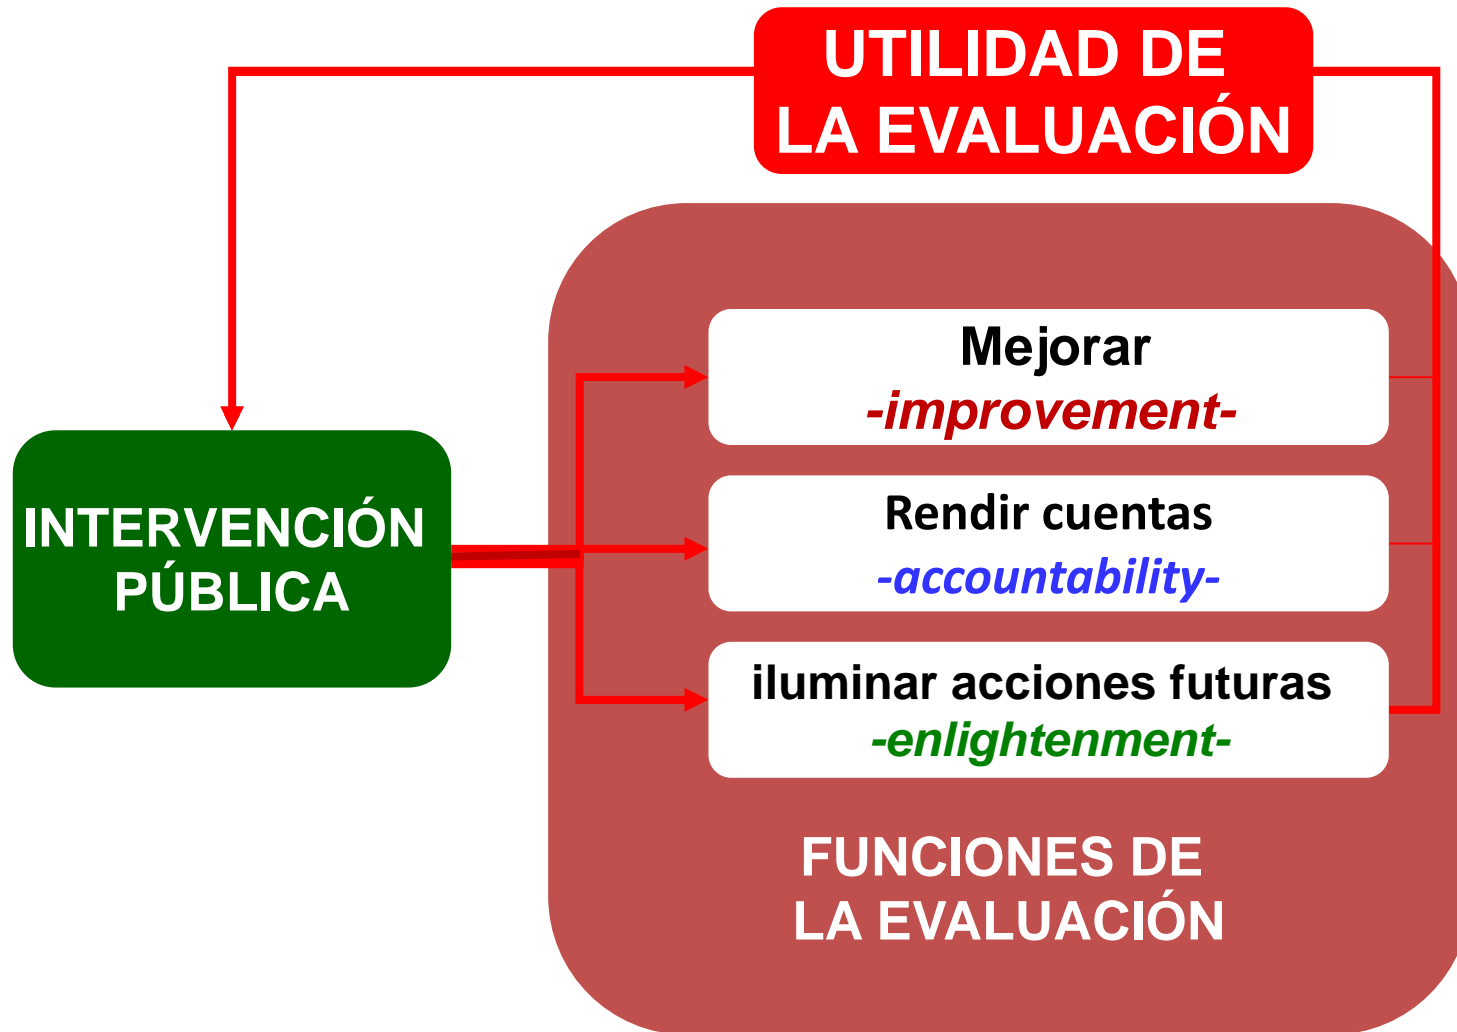 UTILIDAD DE
LA EVALUACIÓN
Mejorar
-improvement-
INTERVENCIÓN
PÚBLICA
Rendir cuentas
-accountability-
iluminar acciones futuras
-enlightenment-
FUNCIONES DE
LA EVALUACIÓN